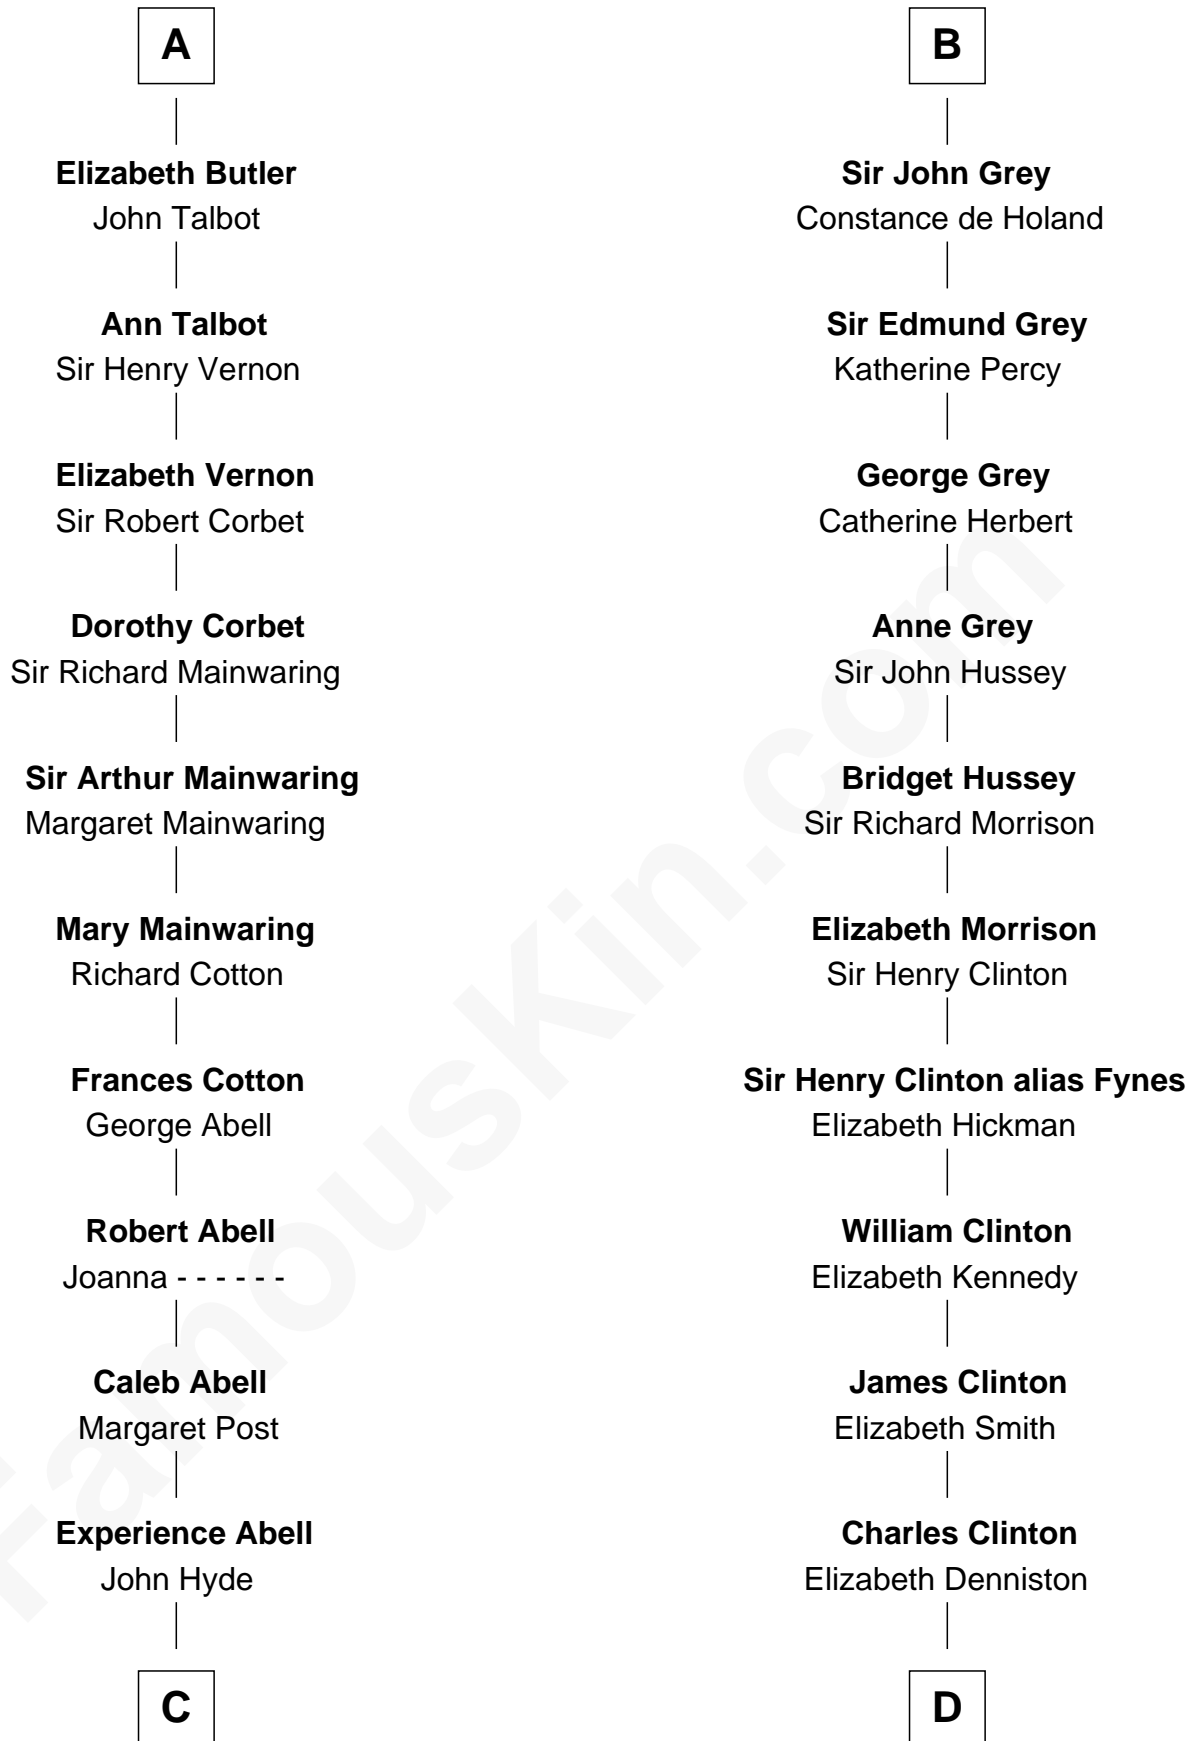 A
Elizabeth Butler
John Talbot
Ann Talbot
Sir Henry Vernon
Elizabeth Vernon
Sir Robert Corbet
Dorothy Corbet
Sir Richard Mainwaring
Sir Arthur Mainwaring
Margaret Mainwaring
Mary Mainwaring
Richard Cotton
Frances Cotton
George Abell
Robert Abell
Joanna - - - - - -
Caleb Abell
Margaret Post
Experience Abell
John Hyde
C
B
Sir John Grey
Constance de Holand
Sir Edmund Grey
Katherine Percy
George Grey
Catherine Herbert
Anne Grey
Sir John Hussey
Bridget Hussey
Sir Richard Morrison
Elizabeth Morrison
Sir Henry Clinton
Sir Henry Clinton alias Fynes
Elizabeth Hickman
William Clinton
Elizabeth Kennedy
James Clinton
Elizabeth Smith
Charles Clinton
Elizabeth Denniston
D
FamousKin.com